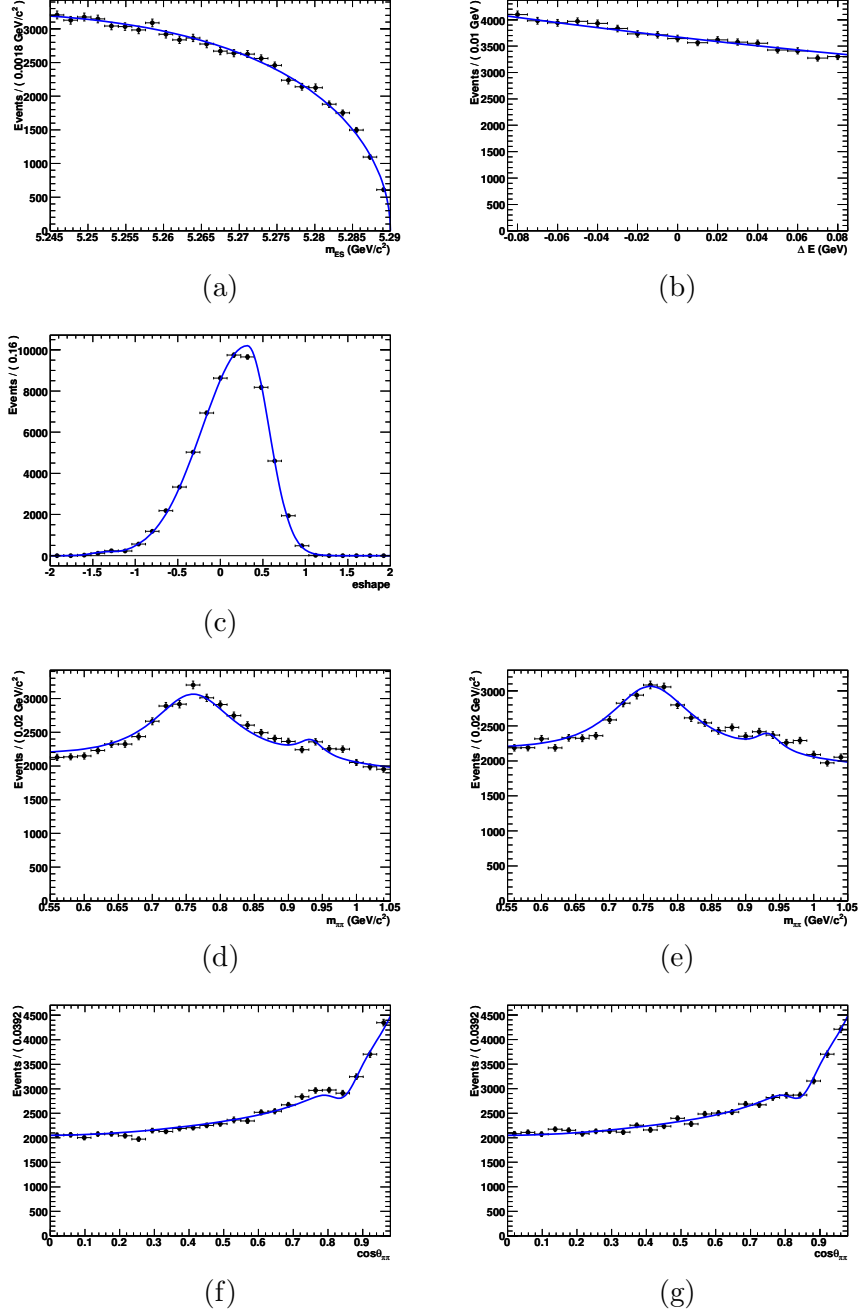 Events / ( 0.0018 GeV/c² )
3000
2500
2000
1500
1000
500
0
5.245 5.25 5.255 5.26 5.265 5.27 5.275 5.28 5.285 5.29
m_ES (GeV/c²)
(a)
Events / ( 0.01 GeV )
4000
3500
3000
2500
2000
1500
1000
500
0
-0.08 -0.06 -0.04 -0.02 0 0.02 0.04 0.06 0.08
Δ E (GeV)
(b)
Events / ( 0.16 )
10000
8000
6000
4000
2000
0
-2 -1.5 -1 -0.5 0 0.5 1 1.5 2
eshape
(c)
Events / ( 0.02 GeV/c² )
3000
2500
2000
1500
1000
500
0
0.55 0.6 0.65 0.7 0.75 0.8 0.85 0.9 0.95 1 1.05
m_ππ (GeV/c²)
(d)
Events / ( 0.02 GeV/c² )
3000
2500
2000
1500
1000
500
0
0.55 0.6 0.65 0.7 0.75 0.8 0.85 0.9 0.95 1 1.05
m_ππ (GeV/c²)
(e)
Events / ( 0.0392 )
4500
4000
3500
3000
2500
2000
1500
1000
500
0
0 0.1 0.2 0.3 0.4 0.5 0.6 0.7 0.8 0.9
cosθ_ππ
(f)
Events / ( 0.0392 )
4500
4000
3500
3000
2500
2000
1500
1000
500
0
0 0.1 0.2 0.3 0.4 0.5 0.6 0.7 0.8 0.9
cosθ_ππ
(g)